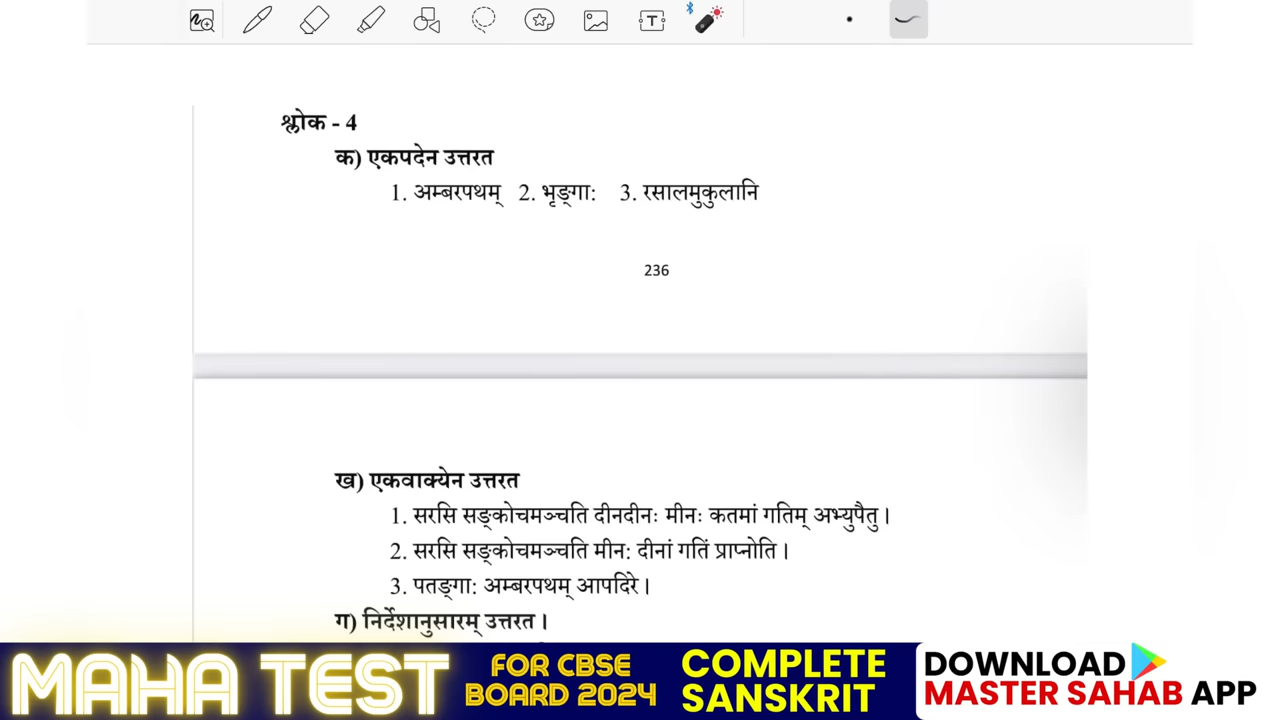 श्लोक - 4
क) एकपदेन उत्तरत
1. अम्बरपथम् 2. भृङ्गा: 3. रसालमुकुलानि
236
ख) एकवाक्येन उत्तरत
1. सरसि सङ्कोचमञ्चति दीनदीनः मीनः कतमां गतिम् अभ्युपैतु।
2. सरसि सङ्कोचमञ्चति मीन: दीनां गतिं प्राप्नोति।
3. पतङ्गा: अम्बरपथम् आपदिरे।
ग) निर्देशानुसारम् उत्तरत।
MAHA TEST
FOR CBSE
BOARD 2024
COMPLETE
SANSKRIT
DOWNLOAD
MASTER SAHAB APP